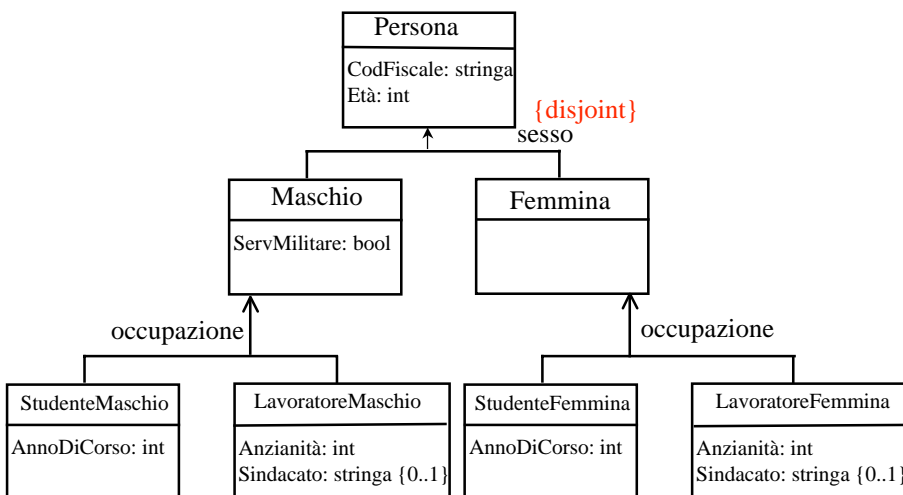 Persona
CodFiscale: stringa
Età: int
{disjoint}
sesso
Maschio
ServMilitare: bool
Femmina
occupazione
occupazione
StudenteMaschio
AnnoDiCorso: int
LavoratoreMaschio
Anzianità: int
Sindacato: stringa {0..1}
StudenteFemmina
AnnoDiCorso: int
LavoratoreFemmina
Anzianità: int
Sindacato: stringa {0..1}